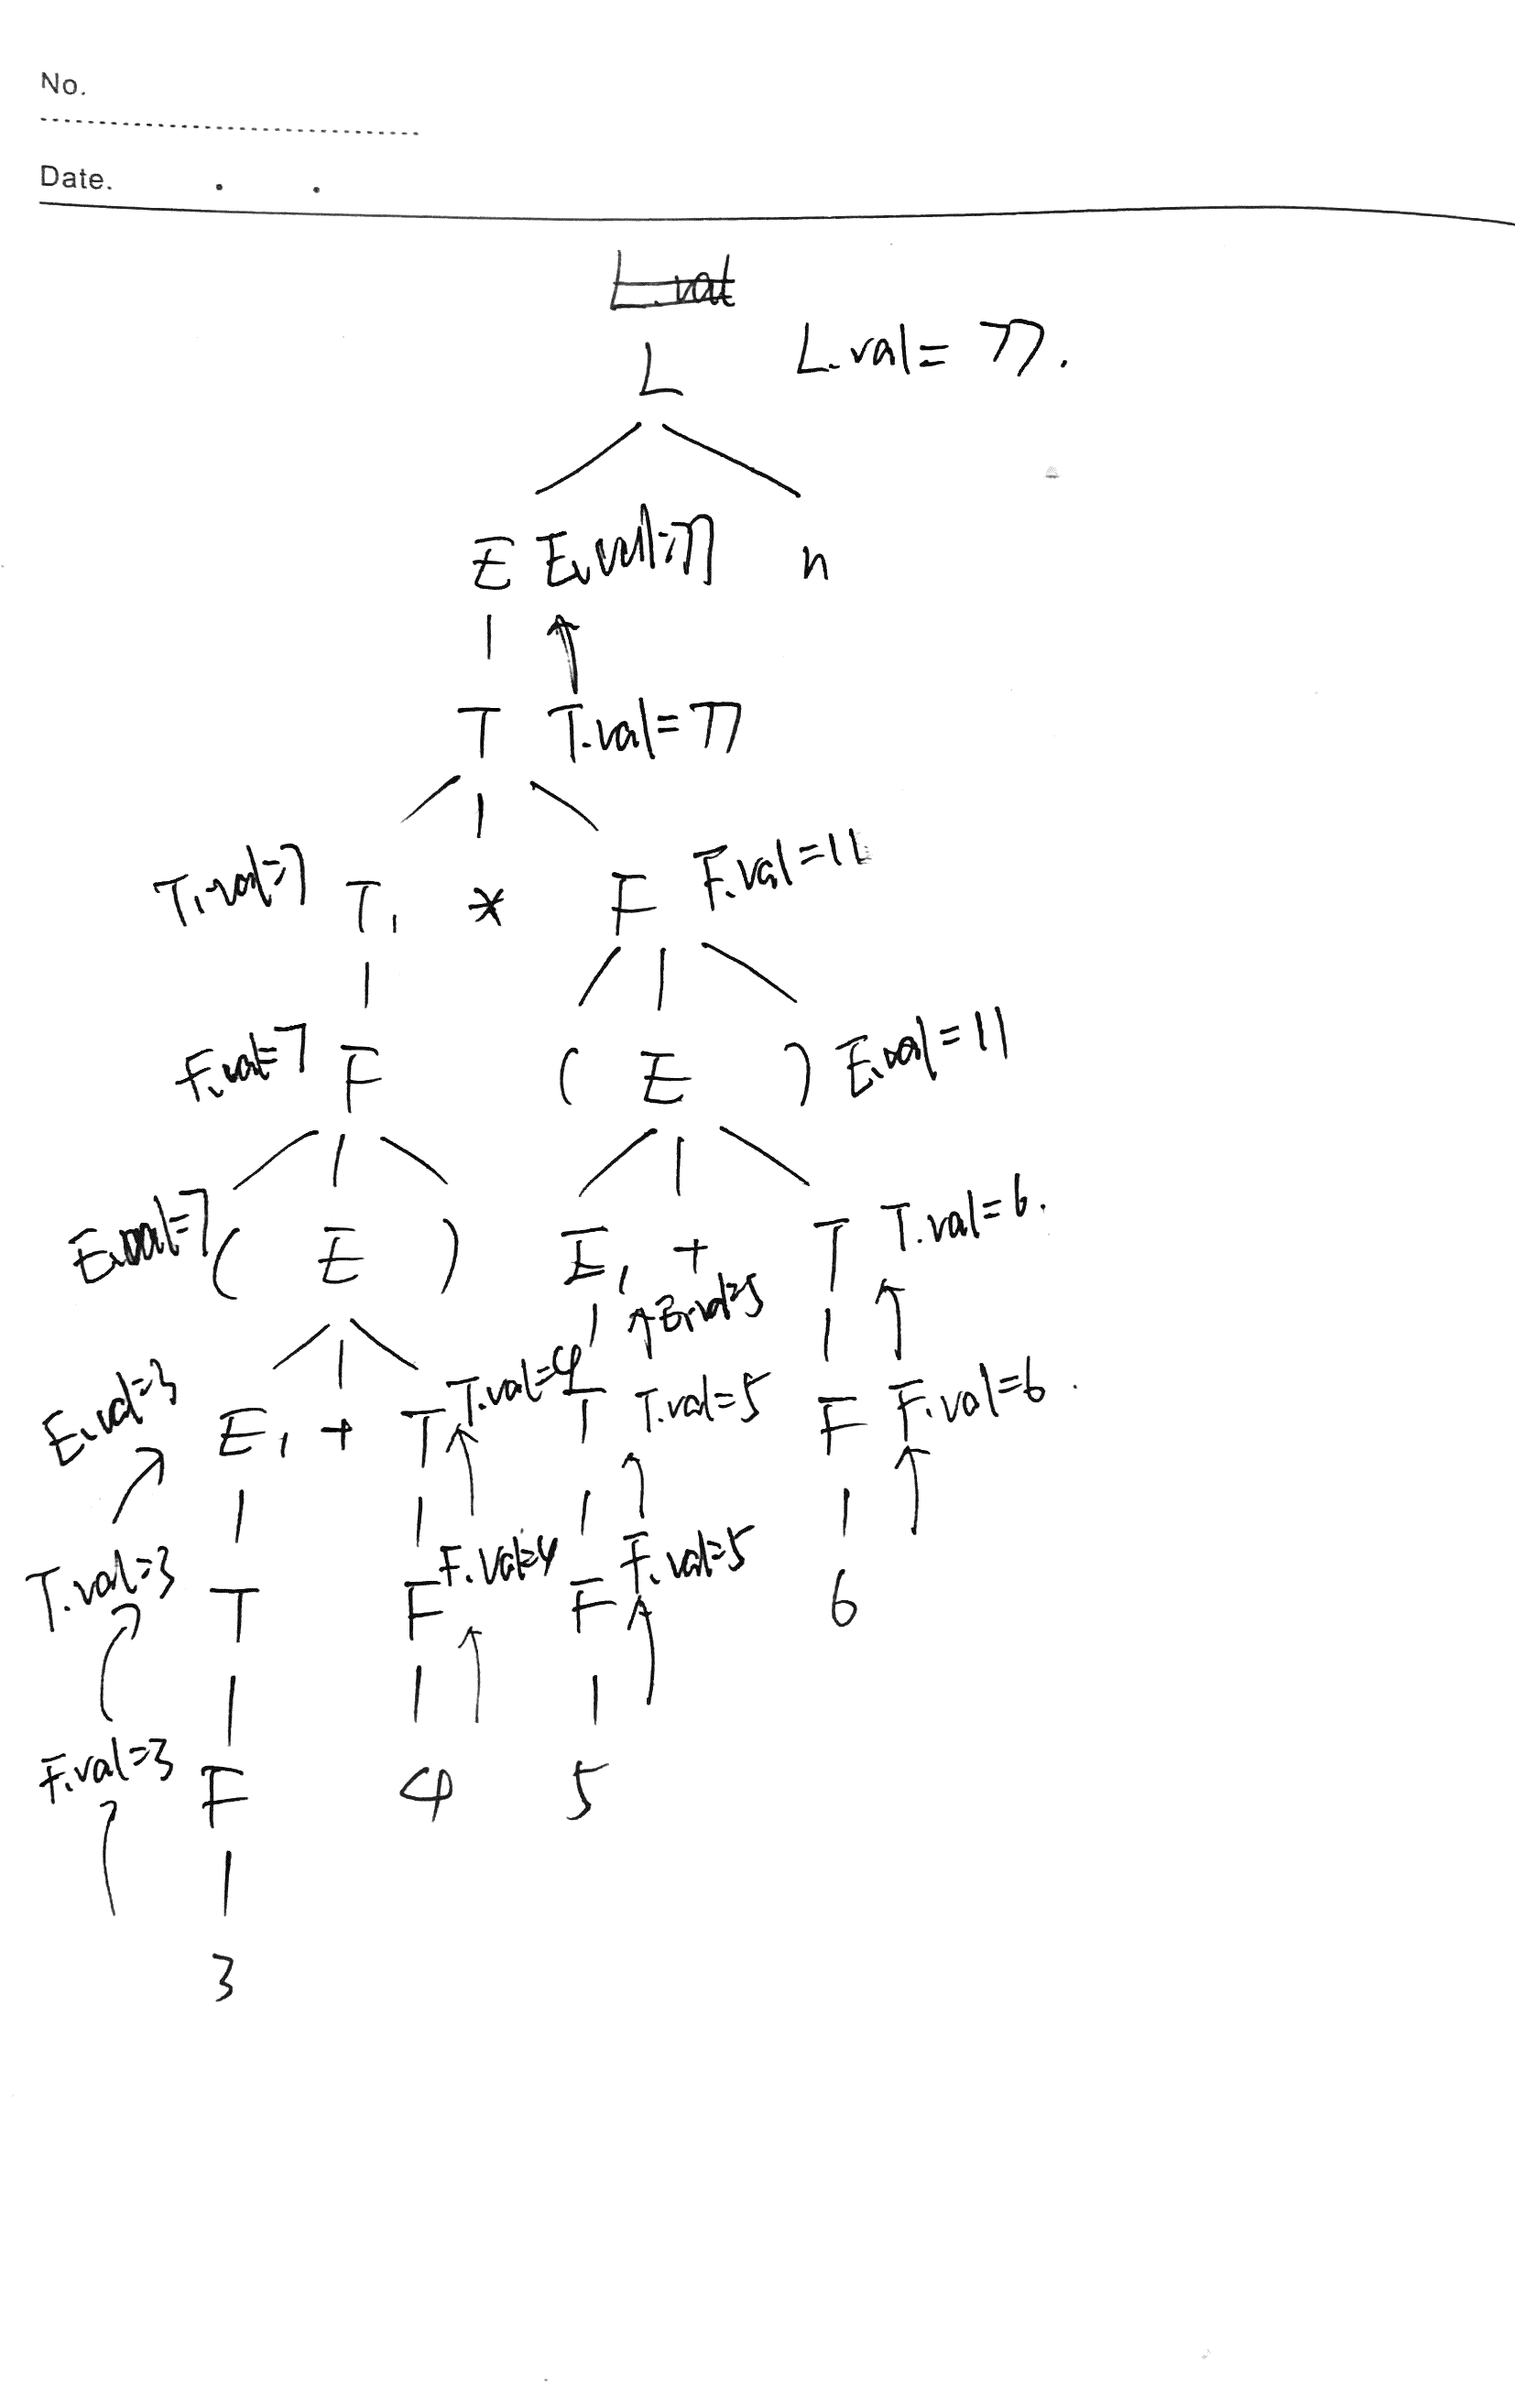 No.
Date. . .
L.val
L L.val= 77.
E E.val=77 n
T T.val=77
T₁.val=7 T₁ * F F.val=11
F.val=7 F ( E ) E.val=11
E.val=7 ( E ) E₁ + T T.val=6.
E₁.val=5
E₁.val=3 E₁ + T T.val=4 T T.val=5 F F.val=6.
T.val=3 T F F.val=4 F F.val=5 6
F.val=3 F 4 5
3